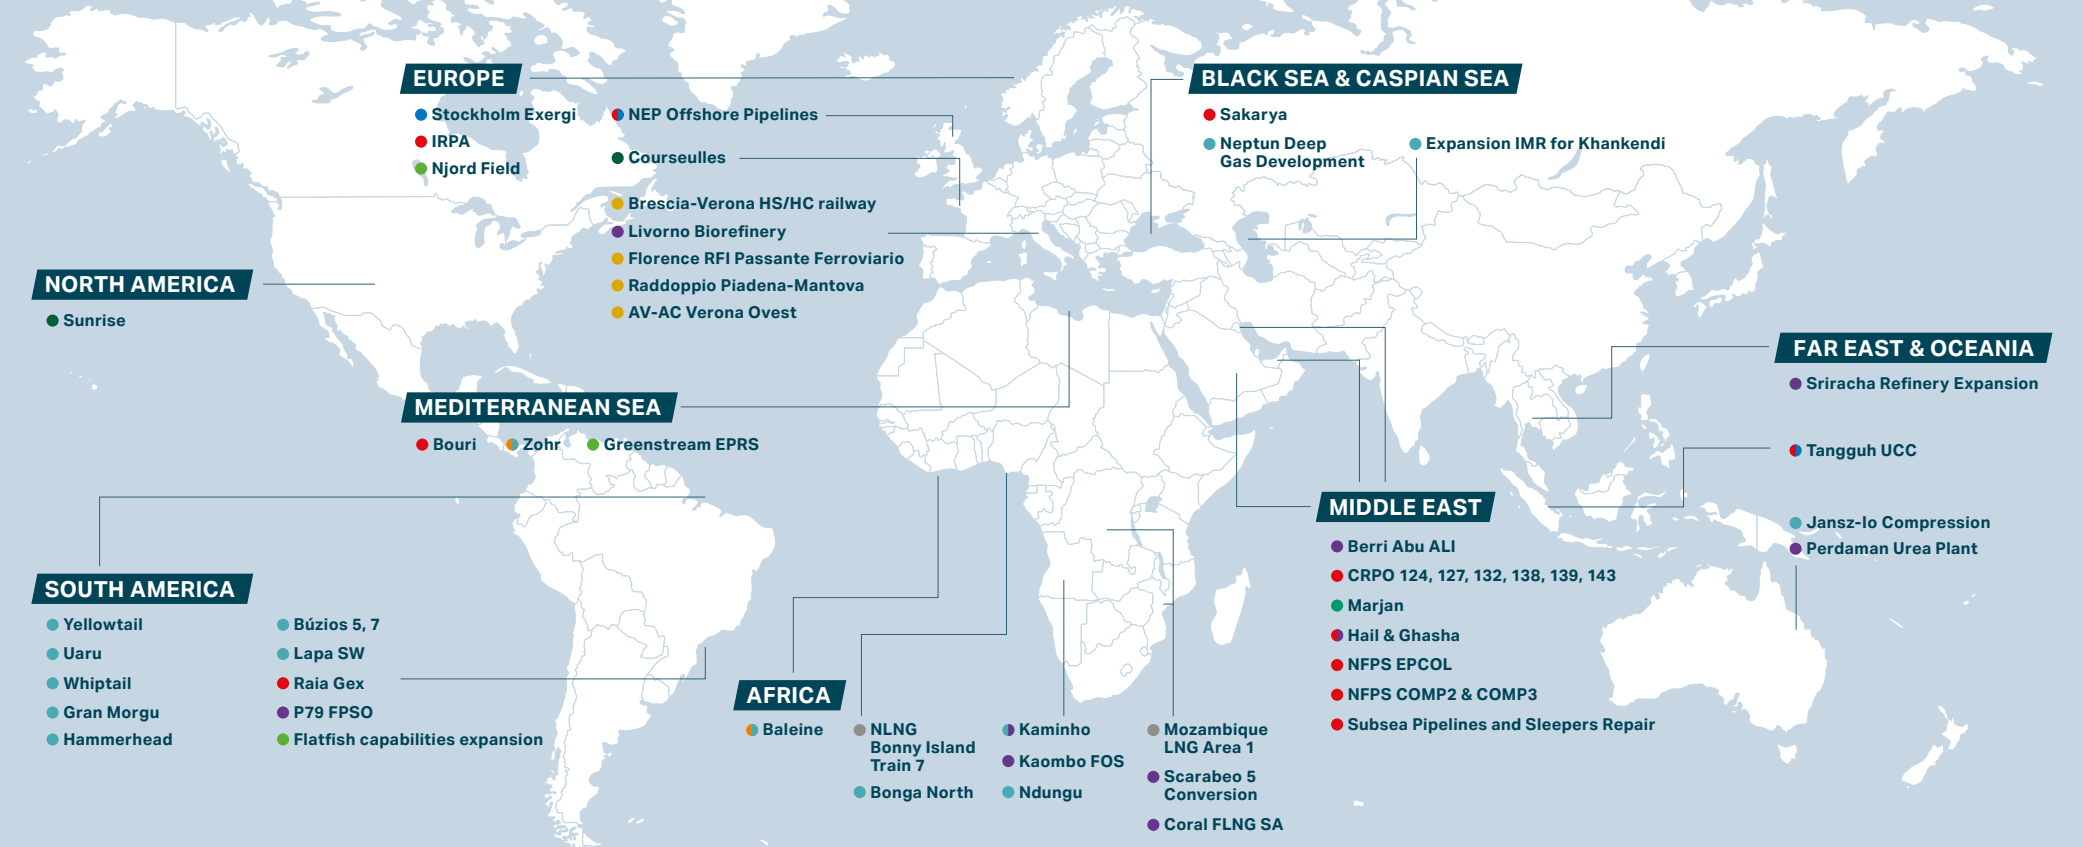 EUROPE
Stockholm Exergi
IRPA
Njord Field
NEP Offshore Pipelines
Courseulles
Brescia-Verona HS/HC railway
Livorno Biorefinery
Florence RFI Passante Ferroviario
Raddoppio Piadena-Mantova
AV-AC Verona Ovest
BLACK SEA & CASPIAN SEA
Sakarya
Neptun Deep
Gas Development
Expansion IMR for Khankendi
NORTH AMERICA
Sunrise
MEDITERRANEAN SEA
Bouri
Zohr
Greenstream EPRS
FAR EAST & OCEANIA
Sriracha Refinery Expansion
Tangguh UCC
Jansz-Io Compression
Perdaman Urea Plant
SOUTH AMERICA
Yellowtail
Uaru
Whiptail
Gran Morgu
Hammerhead
Búzios 5, 7
Lapa SW
Raia Gex
P79 FPSO
Flatfish capabilities expansion
AFRICA
Baleine
NLNG
Bonny Island
Train 7
Bonga North
Kaminho
Kaombo FOS
Ndungu
Mozambique
LNG Area 1
Scarabeo 5
Conversion
Coral FLNG SA
MIDDLE EAST
Berri Abu ALI
CRPO 124, 127, 132, 138, 139, 143
Marjan
Hail & Ghasha
NFPS EPCOL
NFPS COMP2 & COMP3
Subsea Pipelines and Sleepers Repair